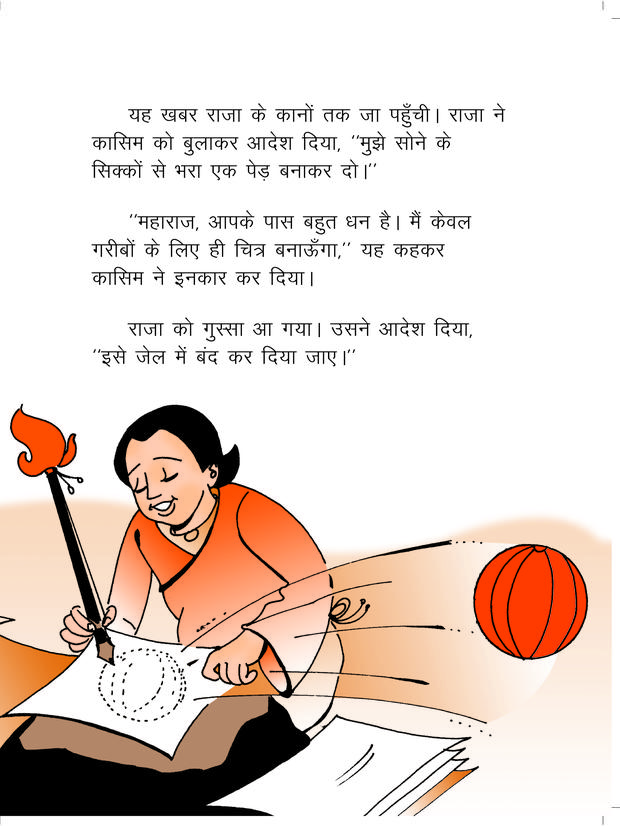 यह खबर राजा के कानों तक जा पहुँची। राजा ने
कासिम को बुलाकर आदेश दिया, ''मुझे सोने के
सिक्कों से भरा एक पेड़ बनाकर दो।''
''महाराज, आपके पास बहुत धन है। मैं केवल
गरीबों के लिए ही चित्र बनाऊँगा,'' यह कहकर
कासिम ने इनकार कर दिया।
राजा को गुस्सा आ गया। उसने आदेश दिया,
''इसे जेल में बंद कर दिया जाए।''